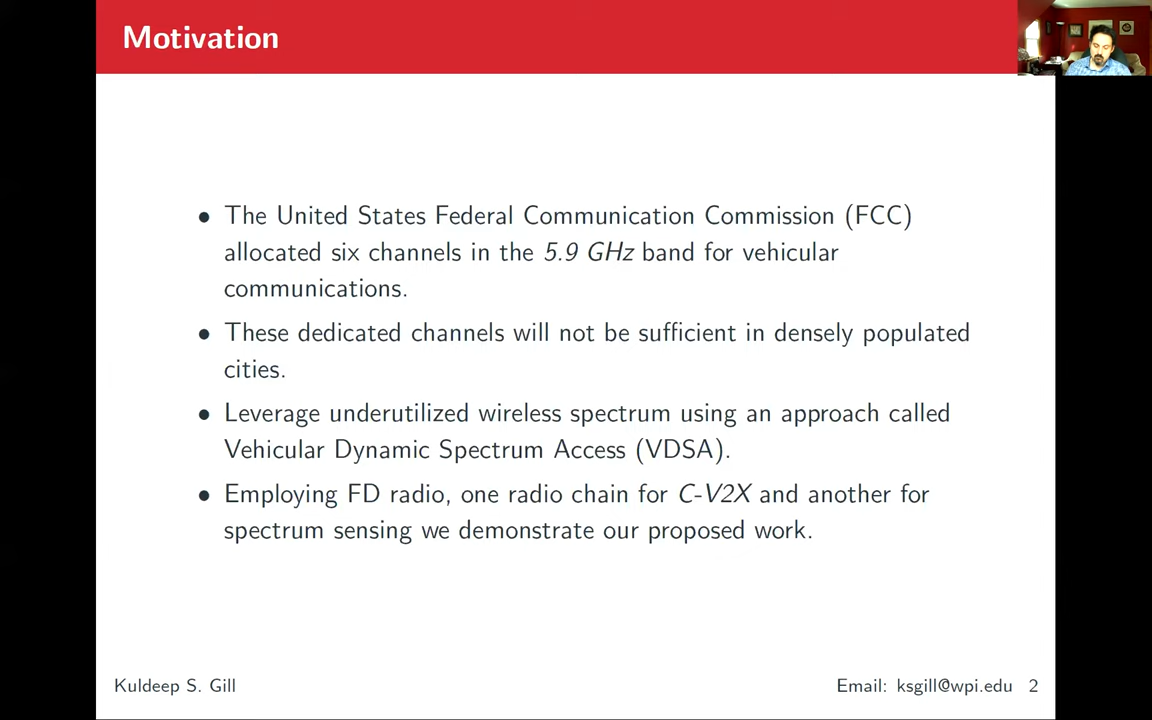 Motivation
• The United States Federal Communication Commission (FCC)
allocated six channels in the 5.9 GHz band for vehicular
communications.
• These dedicated channels will not be sufficient in densely populated
cities.
• Leverage underutilized wireless spectrum using an approach called
Vehicular Dynamic Spectrum Access (VDSA).
• Employing FD radio, one radio chain for C-V2X and another for
spectrum sensing we demonstrate our proposed work.
Kuldeep S. Gill
Email: ksgill@wpi.edu 2